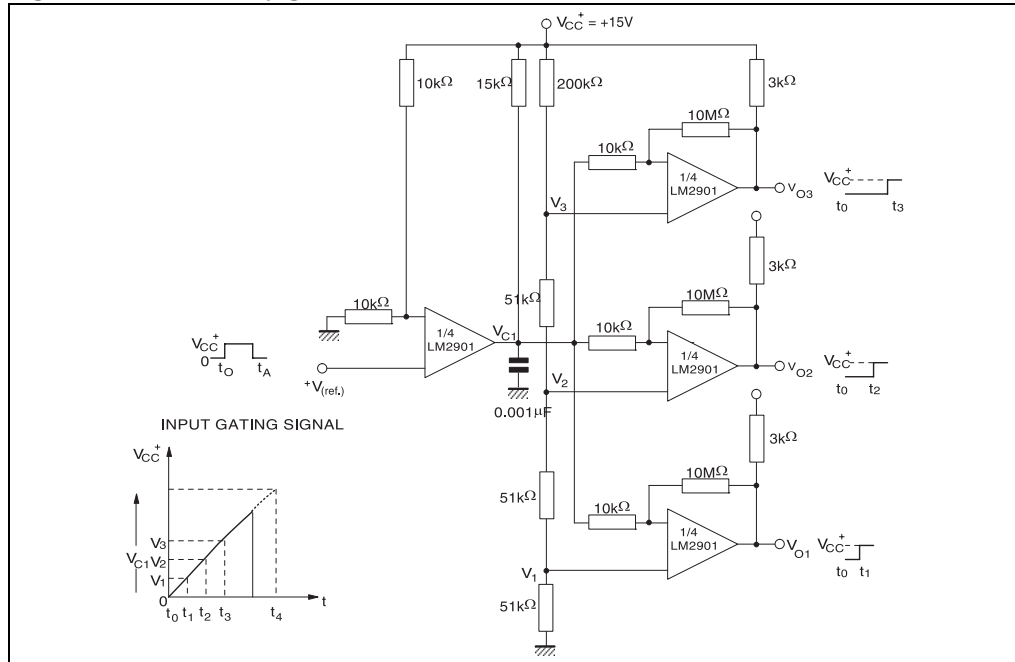 V_CC^+ = +15V
10kΩ
15kΩ
200kΩ
3kΩ
10MΩ
10kΩ
1/4
LM2901
V_O3
V_CC^+
t_0 t_3
V_3
3kΩ
51kΩ
10MΩ
10kΩ
10kΩ
1/4
LM2901
V_C1
1/4
LM2901
V_O2
V_CC^+
t_0 t_2
V_CC^+
0
t_O t_A
+V_(ref.)
V_2
0.001µF
3kΩ
INPUT GATING SIGNAL
V_CC^+
10MΩ
51kΩ
10kΩ
1/4
LM2901
V_O1
V_CC^+
t_0 t_1
V_3
V_C1
V_2
V_1
0
t_0 t_1 t_2 t_3 t_4
t
V_1
51kΩ